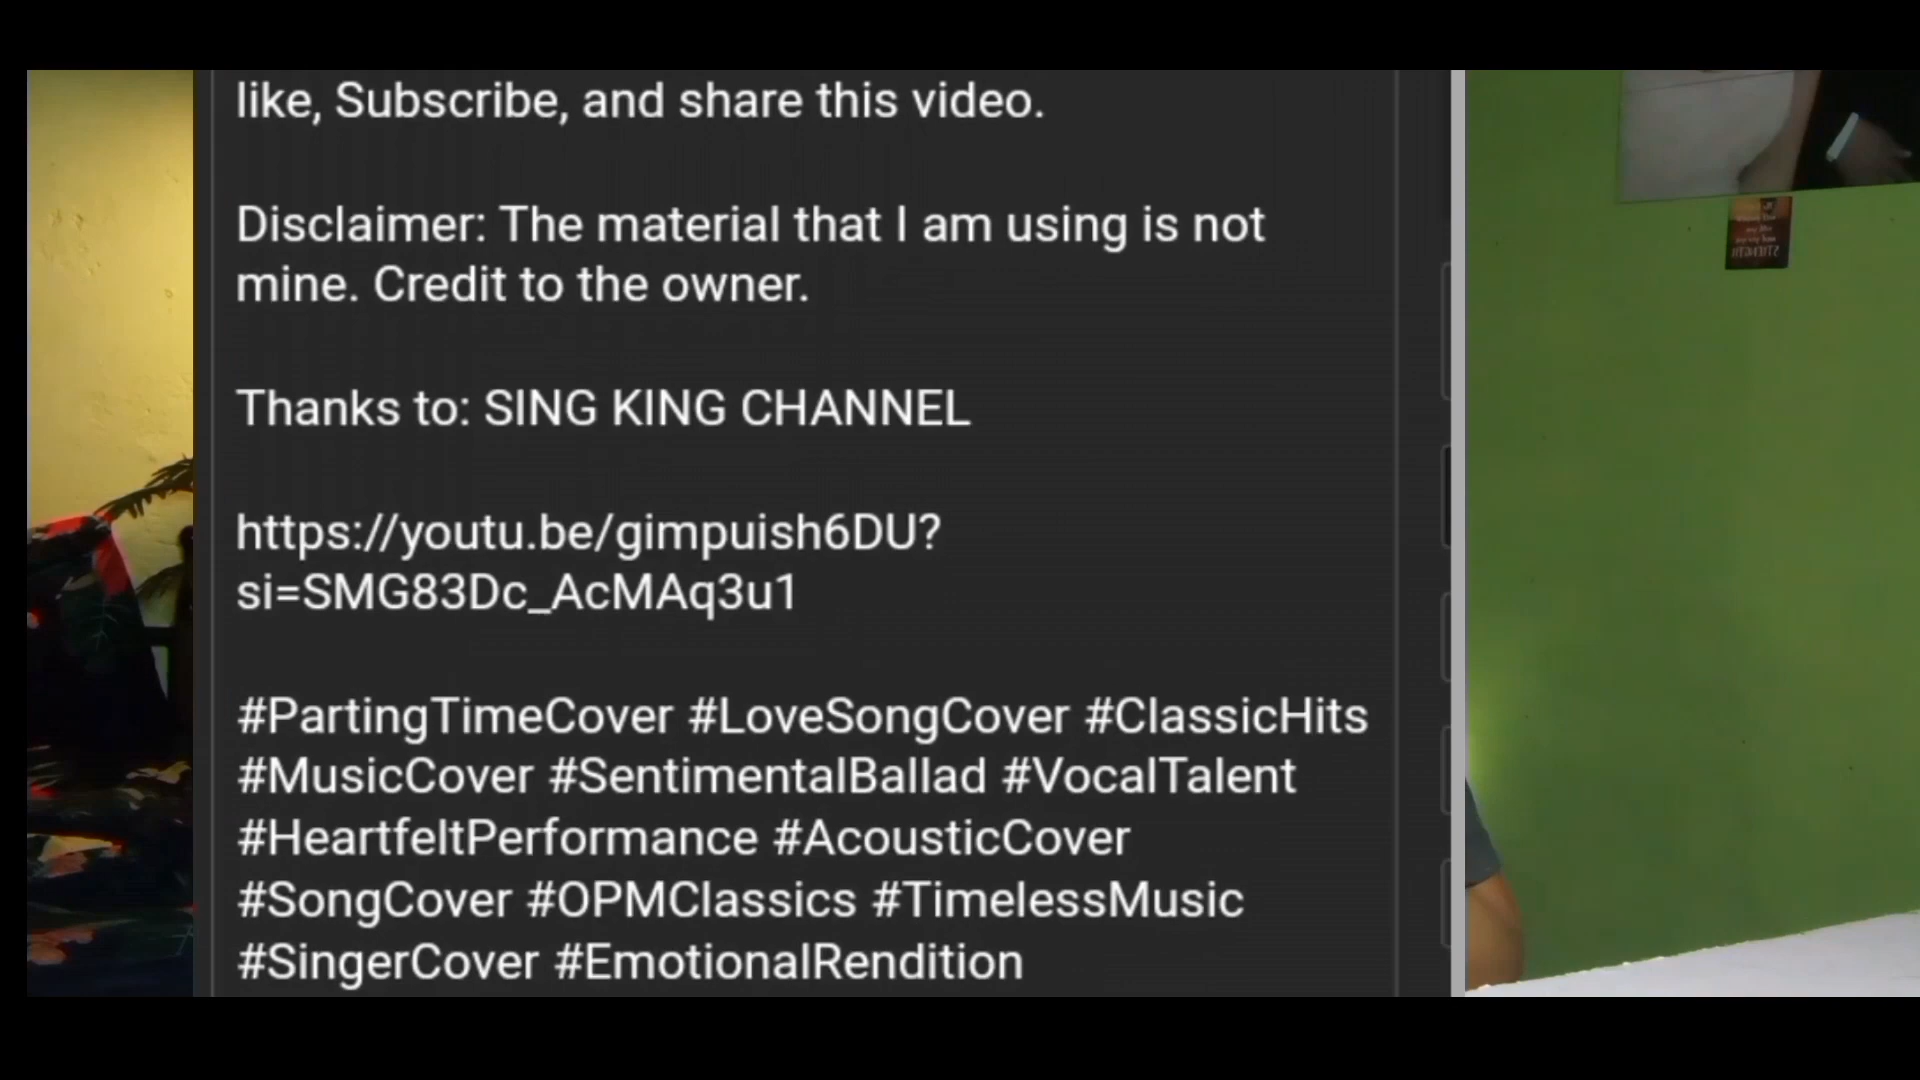 like, Subscribe, and share this video.
Disclaimer: The material that I am using is not
mine. Credit to the owner.
Thanks to: SING KING CHANNEL
https://youtu.be/gimpuish6DU?
si=SMG83Dc_AcMAq3u1
#PartingTimeCover #LoveSongCover #ClassicHits
#MusicCover #SentimentalBallad #VocalTalent
#HeartfeltPerformance #AcousticCover
#SongCover #OPMClassics #TimelessMusic
#SingerCover #EmotionalRendition